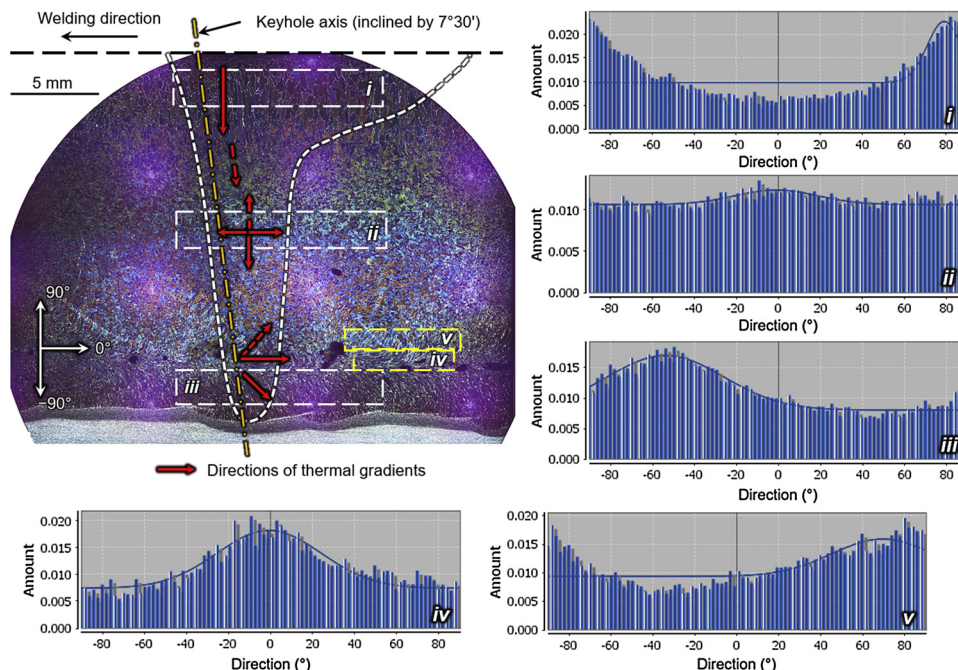 Welding direction
Keyhole axis (inclined by 7°30')
5 mm
i
ii
iii
v
iv
90°
0°
-90°
Directions of thermal gradients
Amount
0.020
0.015
0.010
0.005
0.000
-80 -60 -40 -20 0 20 40 60 80
Direction (°)
i
Amount
0.010
0.005
0.000
-80 -60 -40 -20 0 20 40 60 80
Direction (°)
ii
Amount
0.015
0.010
0.005
0.000
-80 -60 -40 -20 0 20 40 60 80
Direction (°)
iii
Amount
0.020
0.015
0.010
0.005
0.000
-80 -60 -40 -20 0 20 40 60 80
Direction (°)
iv
Amount
0.020
0.015
0.010
0.005
0.000
-80 -60 -40 -20 0 20 40 60 80
Direction (°)
v